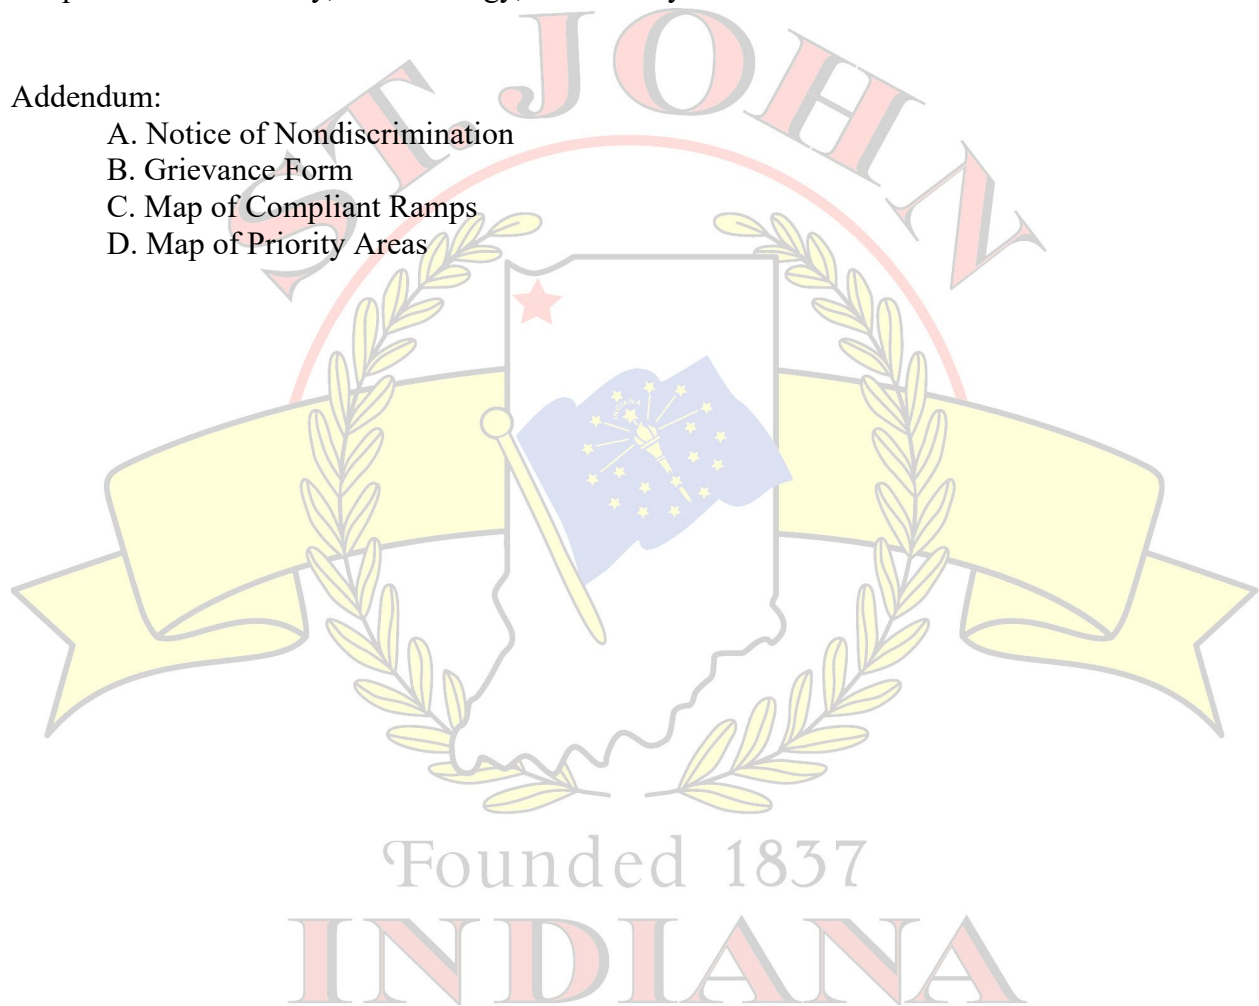 ST. JOHN
Addendum:
A. Notice of Nondiscrimination
B. Grievance Form
C. Map of Compliant Ramps
D. Map of Priority Areas
INDIANA
Founded 1837
INDIANA